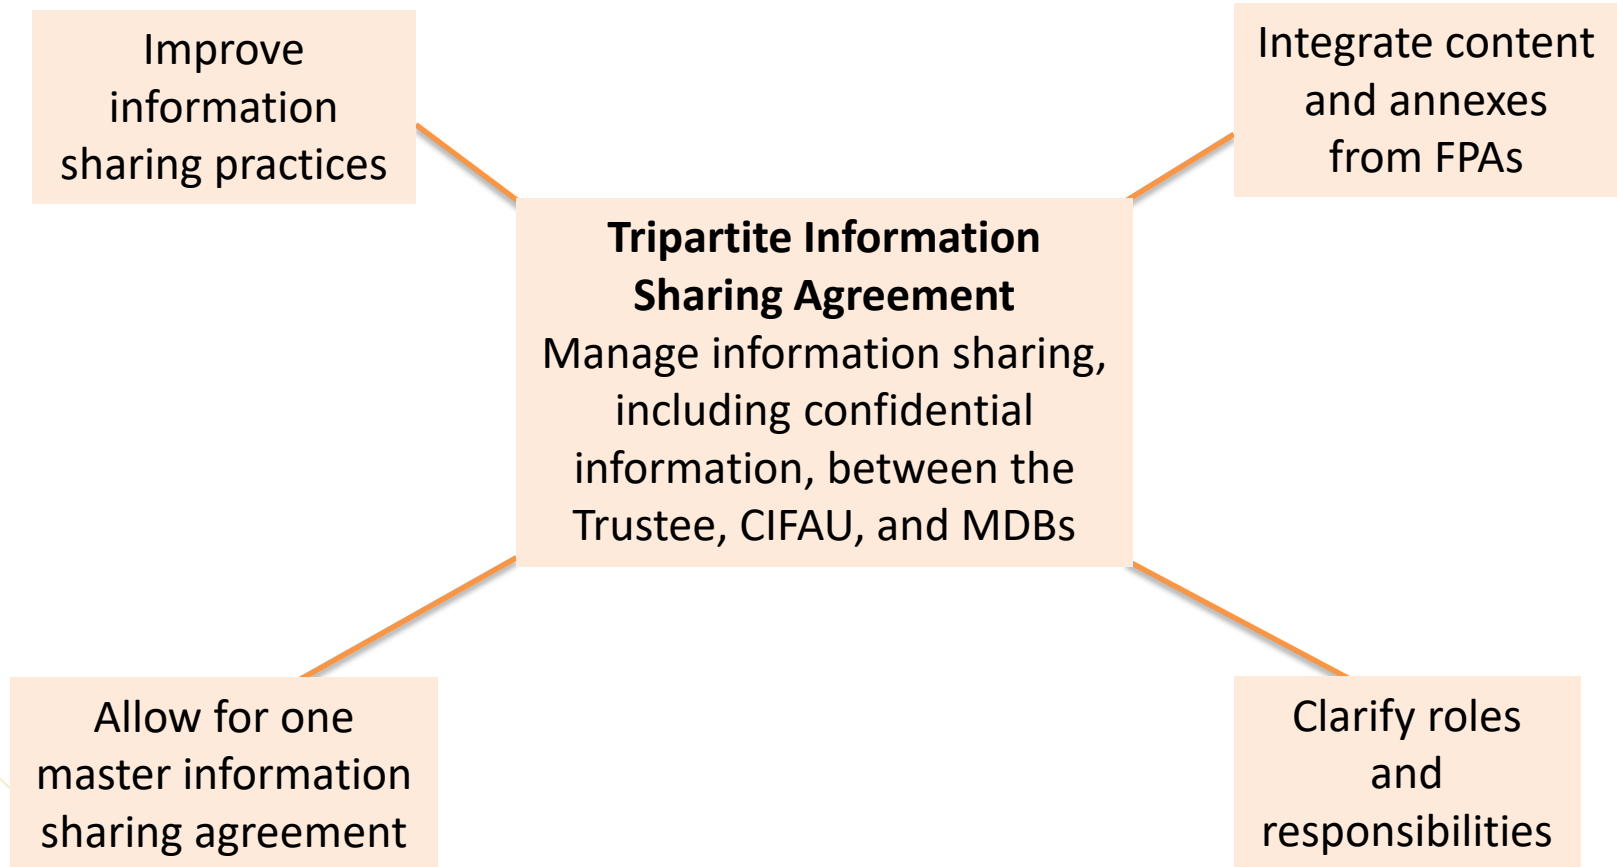 Improve
information
sharing practices
Integrate content
and annexes
from FPAs
Tripartite Information
Sharing Agreement
Manage information sharing,
including confidential
information, between the
Trustee, CIFAU, and MDBs
Allow for one
master information
sharing agreement
Clarify roles
and
responsibilities